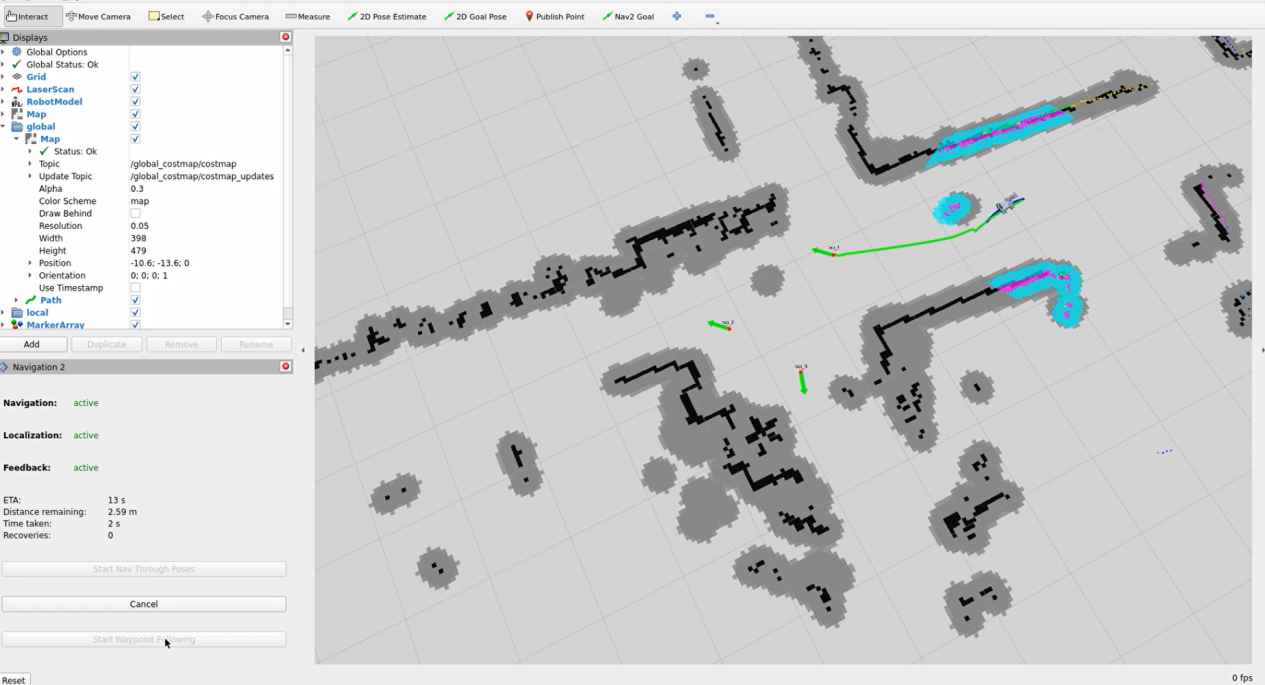 Interact Move Camera Select Focus Camera Measure 2D Pose Estimate 2D Goal Pose Publish Point Nav2 Goal
Displays
Global Options
Global Status: Ok
Grid
LaserScan
RobotModel
Map
global
Map
Status: Ok
Topic /global_costmap/costmap
Update Topic /global_costmap/costmap_updates
Alpha 0.3
Color Scheme map
Draw Behind
Resolution 0.05
Width 398
Height 479
Position -10.6; -13.6; 0
Orientation 0; 0; 0; 1
Use Timestamp
Path
local
MarkerArray
Add Duplicate Remove Rename
Navigation 2
Navigation: active
Localization: active
Feedback: active
ETA: 13 s
Distance remaining: 2.59 m
Time taken: 2 s
Recoveries: 0
Start Nav Through Poses
Cancel
Start Waypoint Following
Reset
0 fps